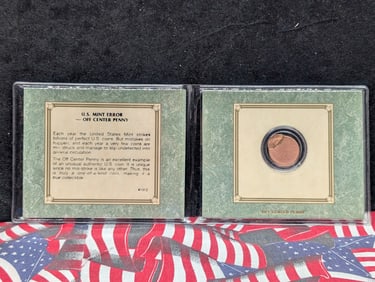 U.S. MINT ERROR
— OFF CENTER PENNY
Each year the United States Mint strikes
billions of perfect U.S. coins. But mistakes do
happen, and each year a very few coins are
mis-struck and manage to slip undetected into
general circulation.
The Off Center Penny is an excellent example
of an unusual authentic U.S. coin. It is unique
since no mis-strike is like any other. Thus, this
is truly a one-of-a-kind coin, making it a
true collectible.